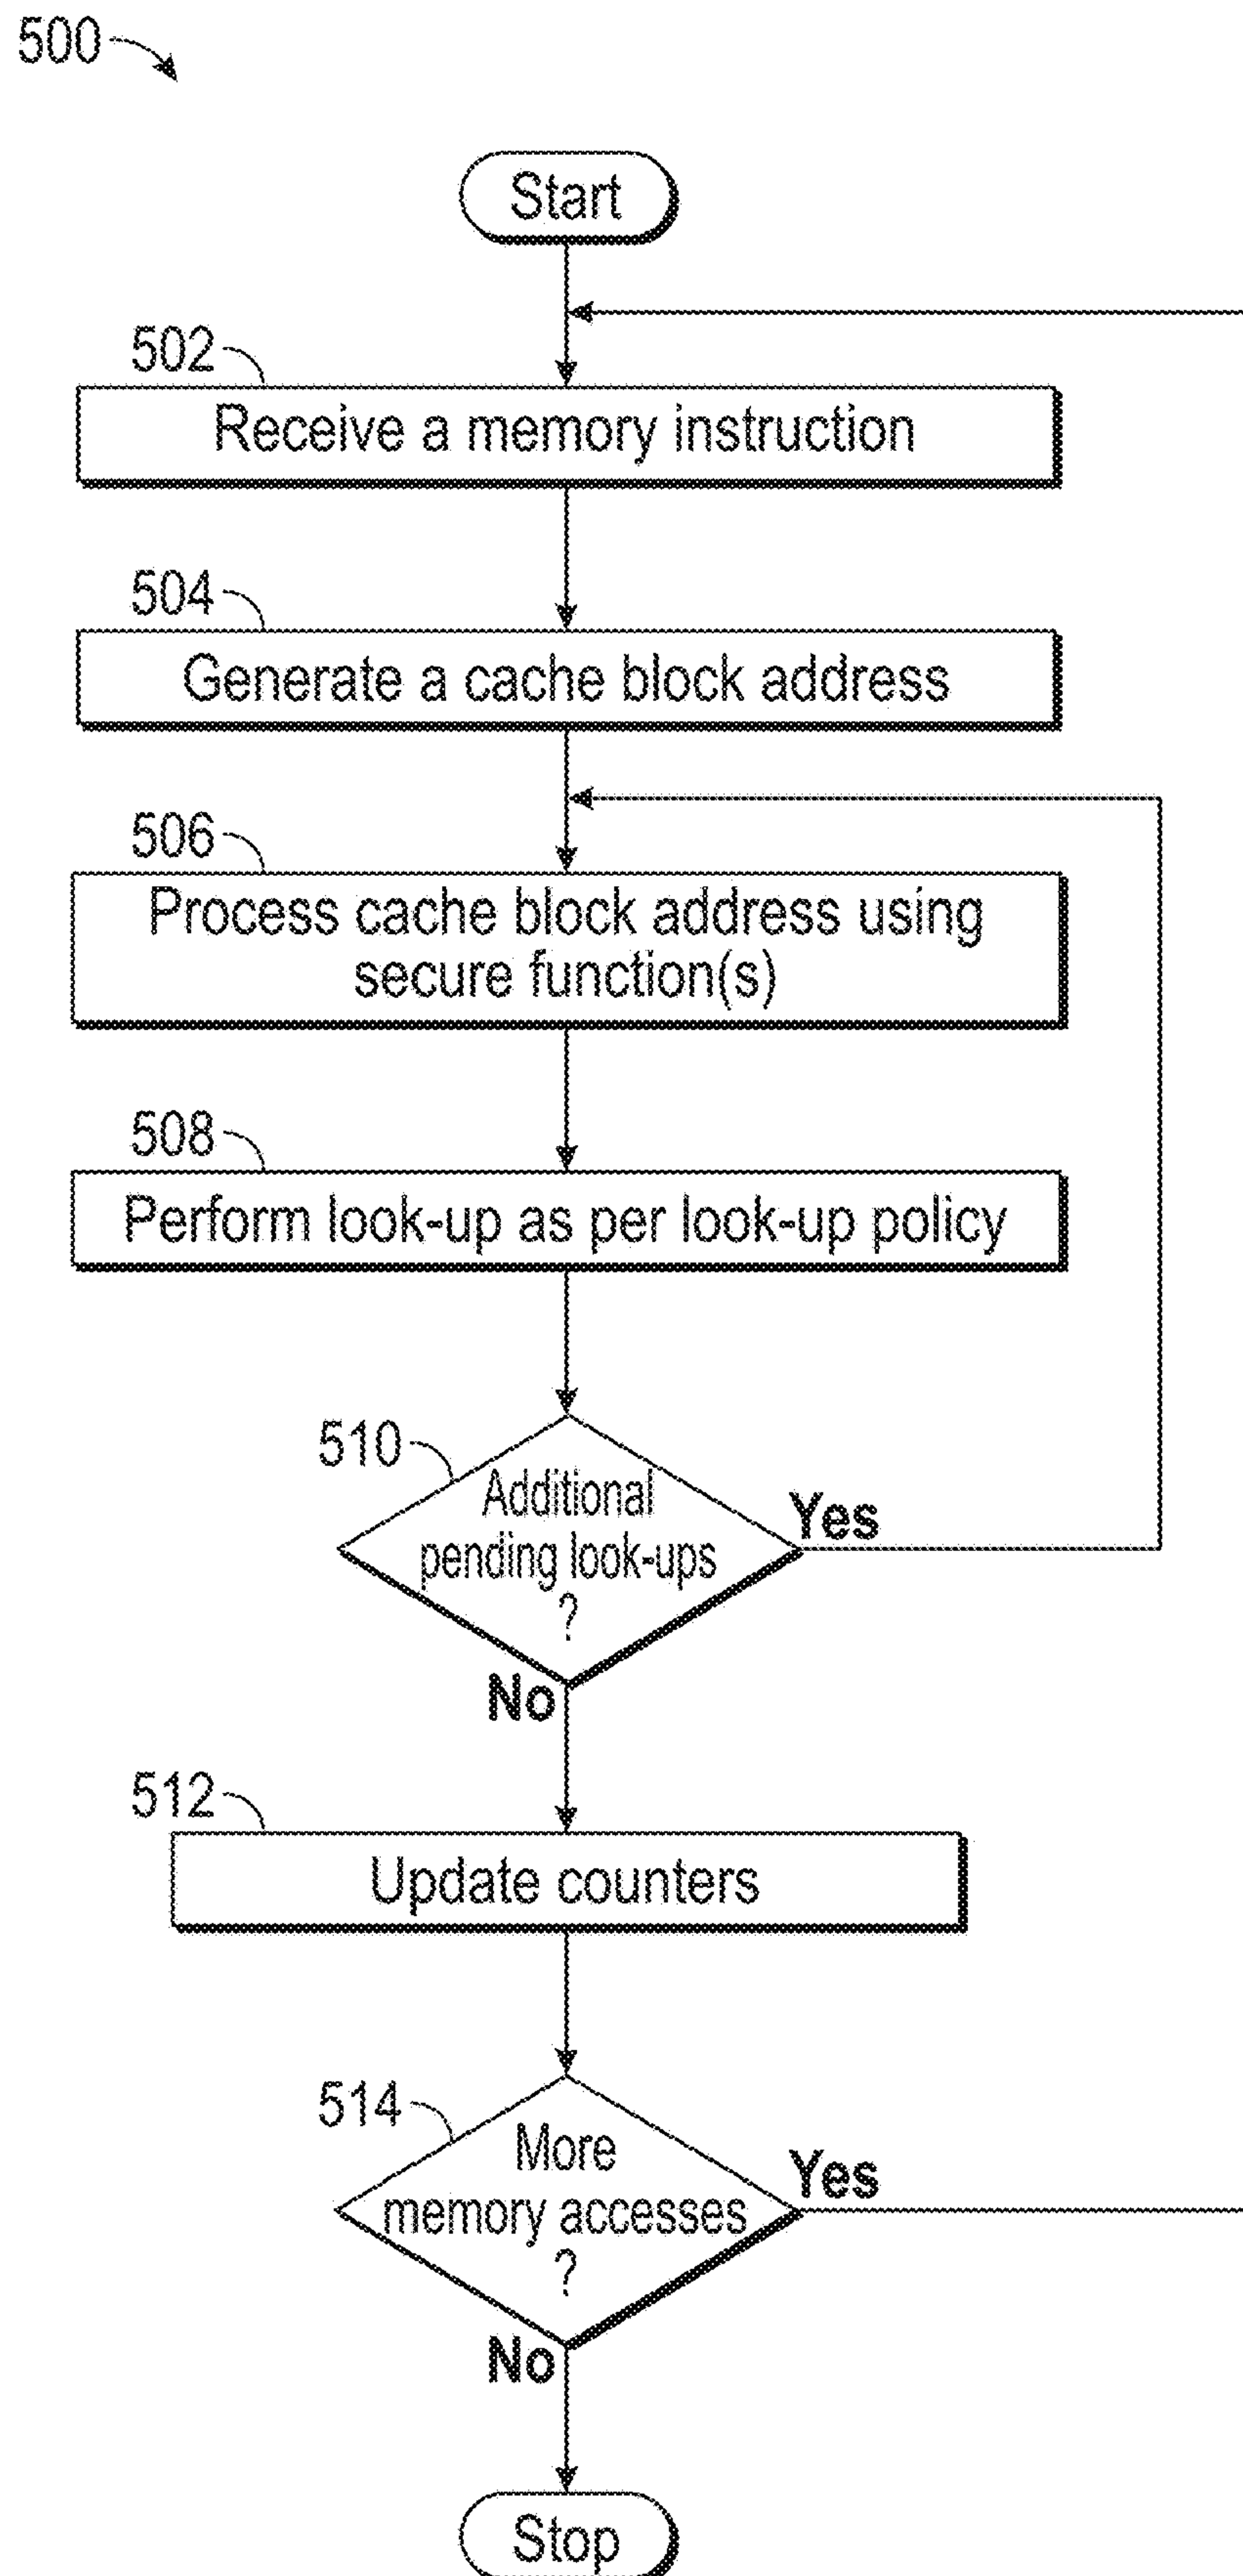 500
Start
502
Receive a memory instruction
504
Generate a cache block address
506
Process cache block address using
secure function(s)
508
Perform look-up as per look-up policy
510
Additional
pending look-ups
?
Yes
No
512
Update counters
514
More
memory accesses
?
Yes
No
Stop